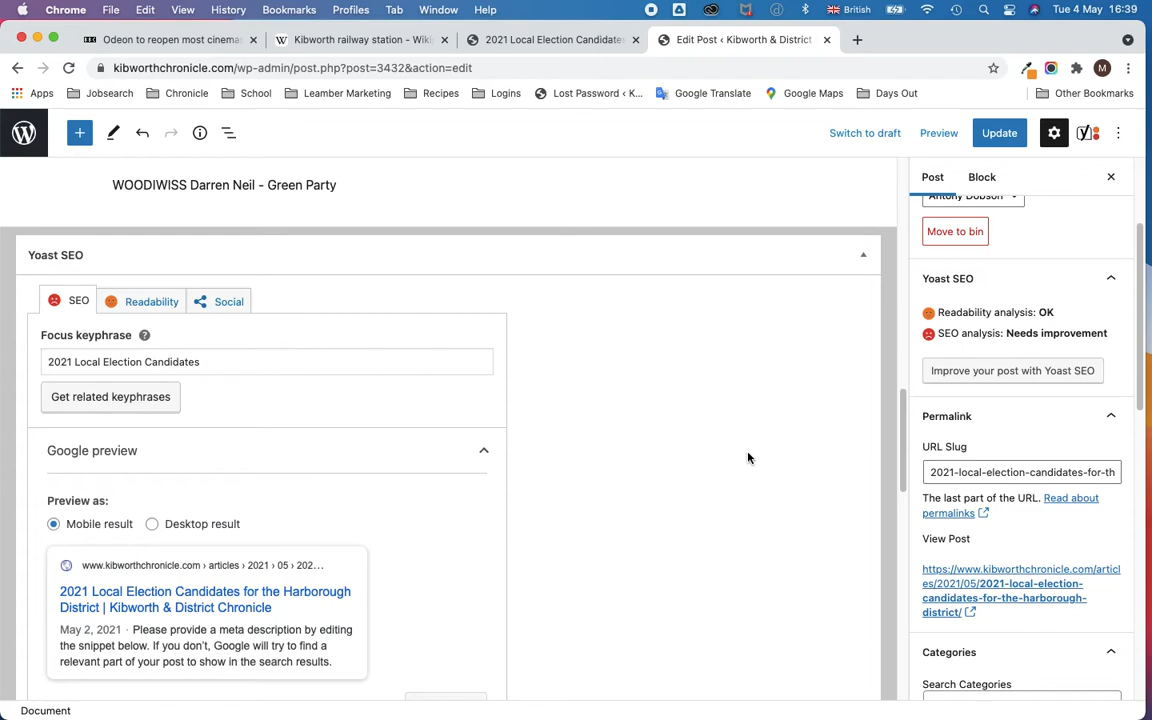 Chrome File Edit View History Bookmarks Profiles Tab Window Help British Tue 4 May 16:39
Odeon to reopen most cinema
Kibworth railway station - Wiki
2021 Local Election Candidate
Edit Post ‹ Kibworth & District
kibworthchronicle.com/wp-admin/post.php?post=3432&action=edit
M
Apps Jobsearch Chronicle School Leamber Marketing Recipes Logins Lost Password ‹ K... Google Translate Google Maps Days Out Other Bookmarks
Switch to draft Preview Update
WOODIWISS Darren Neil - Green Party
Yoast SEO
SEO Readability Social
Focus keyphrase ?
2021 Local Election Candidates
Get related keyphrases
Google preview
Preview as:
Mobile result Desktop result
www.kibworthchronicle.com › articles › 2021 › 05 › 202...
2021 Local Election Candidates for the Harborough
District | Kibworth & District Chronicle
May 2, 2021 · Please provide a meta description by editing
the snippet below. If you don't, Google will try to find a
relevant part of your post to show in the search results.
Post Block
Antony Dobson
Move to bin
Yoast SEO
Readability analysis: OK
SEO analysis: Needs improvement
Improve your post with Yoast SEO
Permalink
URL Slug
2021-local-election-candidates-for-th
The last part of the URL. Read about
permalinks
View Post
https://www.kibworthchronicle.com/articl
es/2021/05/2021-local-election-
candidates-for-the-harborough-
district/
Categories
Search Categories
Document